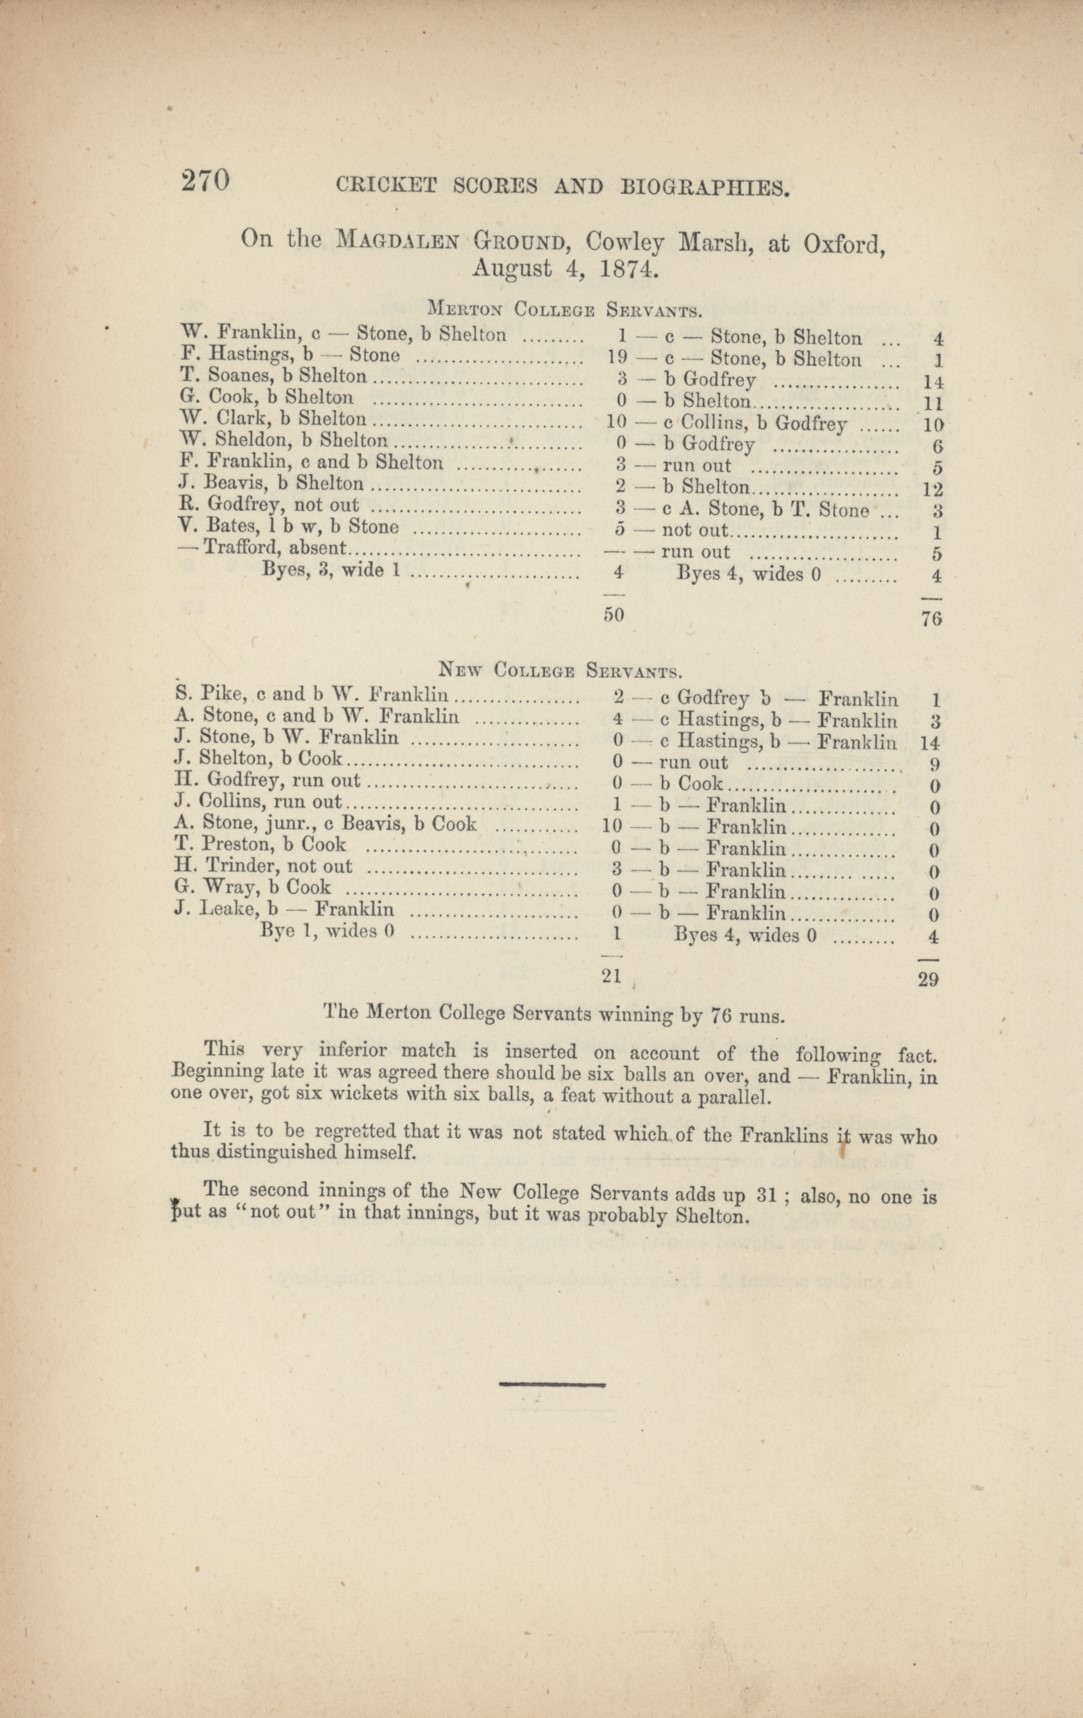 270 CRICKET SCORES AND BIOGRAPHIES.
On the MAGDALEN GROUND, Cowley Marsh, at Oxford,
August 4, 1874.
MERTON COLLEGE SERVANTS.
W. Franklin, c — Stone, b Shelton ......... 1 — c — Stone, b Shelton ... 4
F. Hastings, b — Stone ........................ 19 — c — Stone, b Shelton ... 1
T. Soanes, b Shelton .............................. 3 — b Godfrey .................. 14
G. Cook, b Shelton .............................. 0 — b Shelton..................... 11
W. Clark, b Shelton .............................. 10 — c Collins, b Godfrey ...... 10
W. Sheldon, b Shelton ........................... 0 — b Godfrey .................. 6
F. Franklin, c and b Shelton .................. 3 — run out ..................... 5
J. Beavis, b Shelton .............................. 2 — b Shelton..................... 12
R. Godfrey, not out .............................. 3 — c A. Stone, b T. Stone ... 3
V. Bates, l b w, b Stone ........................ 5 — not out........................ 1
— Trafford, absent................................. — — run out ..................... 5
Byes, 3, wide 1 ........................ 4 Byes 4, wides 0 ......... 4
50 76
NEW COLLEGE SERVANTS.
S. Pike, c and b W. Franklin .................. 2 — c Godfrey b — Franklin 1
A. Stone, c and b W. Franklin ............... 4 — c Hastings, b — Franklin 3
J. Stone, b W. Franklin ........................ 0 — c Hastings, b — Franklin 14
J. Shelton, b Cook................................. 0 — run out ...................... 9
H. Godfrey, run out .............................. 0 — b Cook........................ 0
J. Collins, run out................................. 1 — b — Franklin............... 0
A. Stone, junr., c Beavis, b Cook ............ 10 — b — Franklin............... 0
T. Preston, b Cook .............................. 0 — b — Franklin............... 0
H. Trinder, not out .............................. 3 — b — Franklin............... 0
G. Wray, b Cook ................................. 0 — b — Franklin............... 0
J. Leake, b — Franklin ........................ 0 — b — Franklin............... 0
Bye 1, wides 0 ........................ 1 Byes 4, wides 0 ......... 4
21 29
The Merton College Servants winning by 76 runs.
This very inferior match is inserted on account of the following fact.
Beginning late it was agreed there should be six balls an over, and — Franklin, in
one over, got six wickets with six balls, a feat without a parallel.
It is to be regretted that it was not stated which of the Franklins it was who
thus distinguished himself.
The second innings of the New College Servants adds up 31 ; also, no one is
put as "not out" in that innings, but it was probably Shelton.